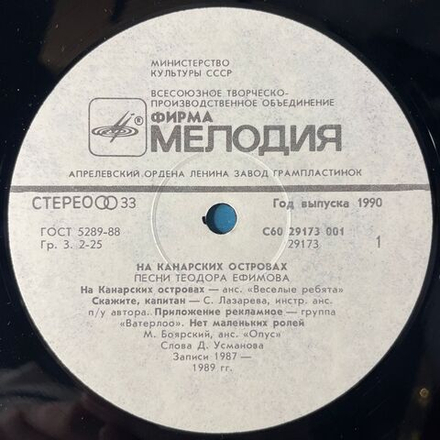 МИНИСТЕРСТВО
КУЛЬТУРЫ СССР
ВСЕСОЮЗНОЕ ТВОРЧЕСКО-
ПРОИЗВОДСТВЕННОЕ ОБЪЕДИНЕНИЕ
® ФИРМА
МЕЛОДИЯ
АПРЕЛЕВСКИЙ ОРДЕНА ЛЕНИНА ЗАВОД ГРАМПЛАСТИНОК
СТЕРЕО 33 Год выпуска 1990
ГОСТ 5289-88 С60 29173 001
Гр. 3. 2-25 29173 1
НА КАНАРСКИХ ОСТРОВАХ
ПЕСНИ ТЕОДОРА ЕФИМОВА
На Канарских островах — анс. «Веселые ребята»
Скажите, капитан — С. Лазарева, инстр. анс.
п/у автора. Приложение рекламное — группа
«Ватерлоо». Нет маленьких ролей
М. Боярский, анс. «Опус»
Слова Д. Усманова
Записи 1987 —
1989 гг.